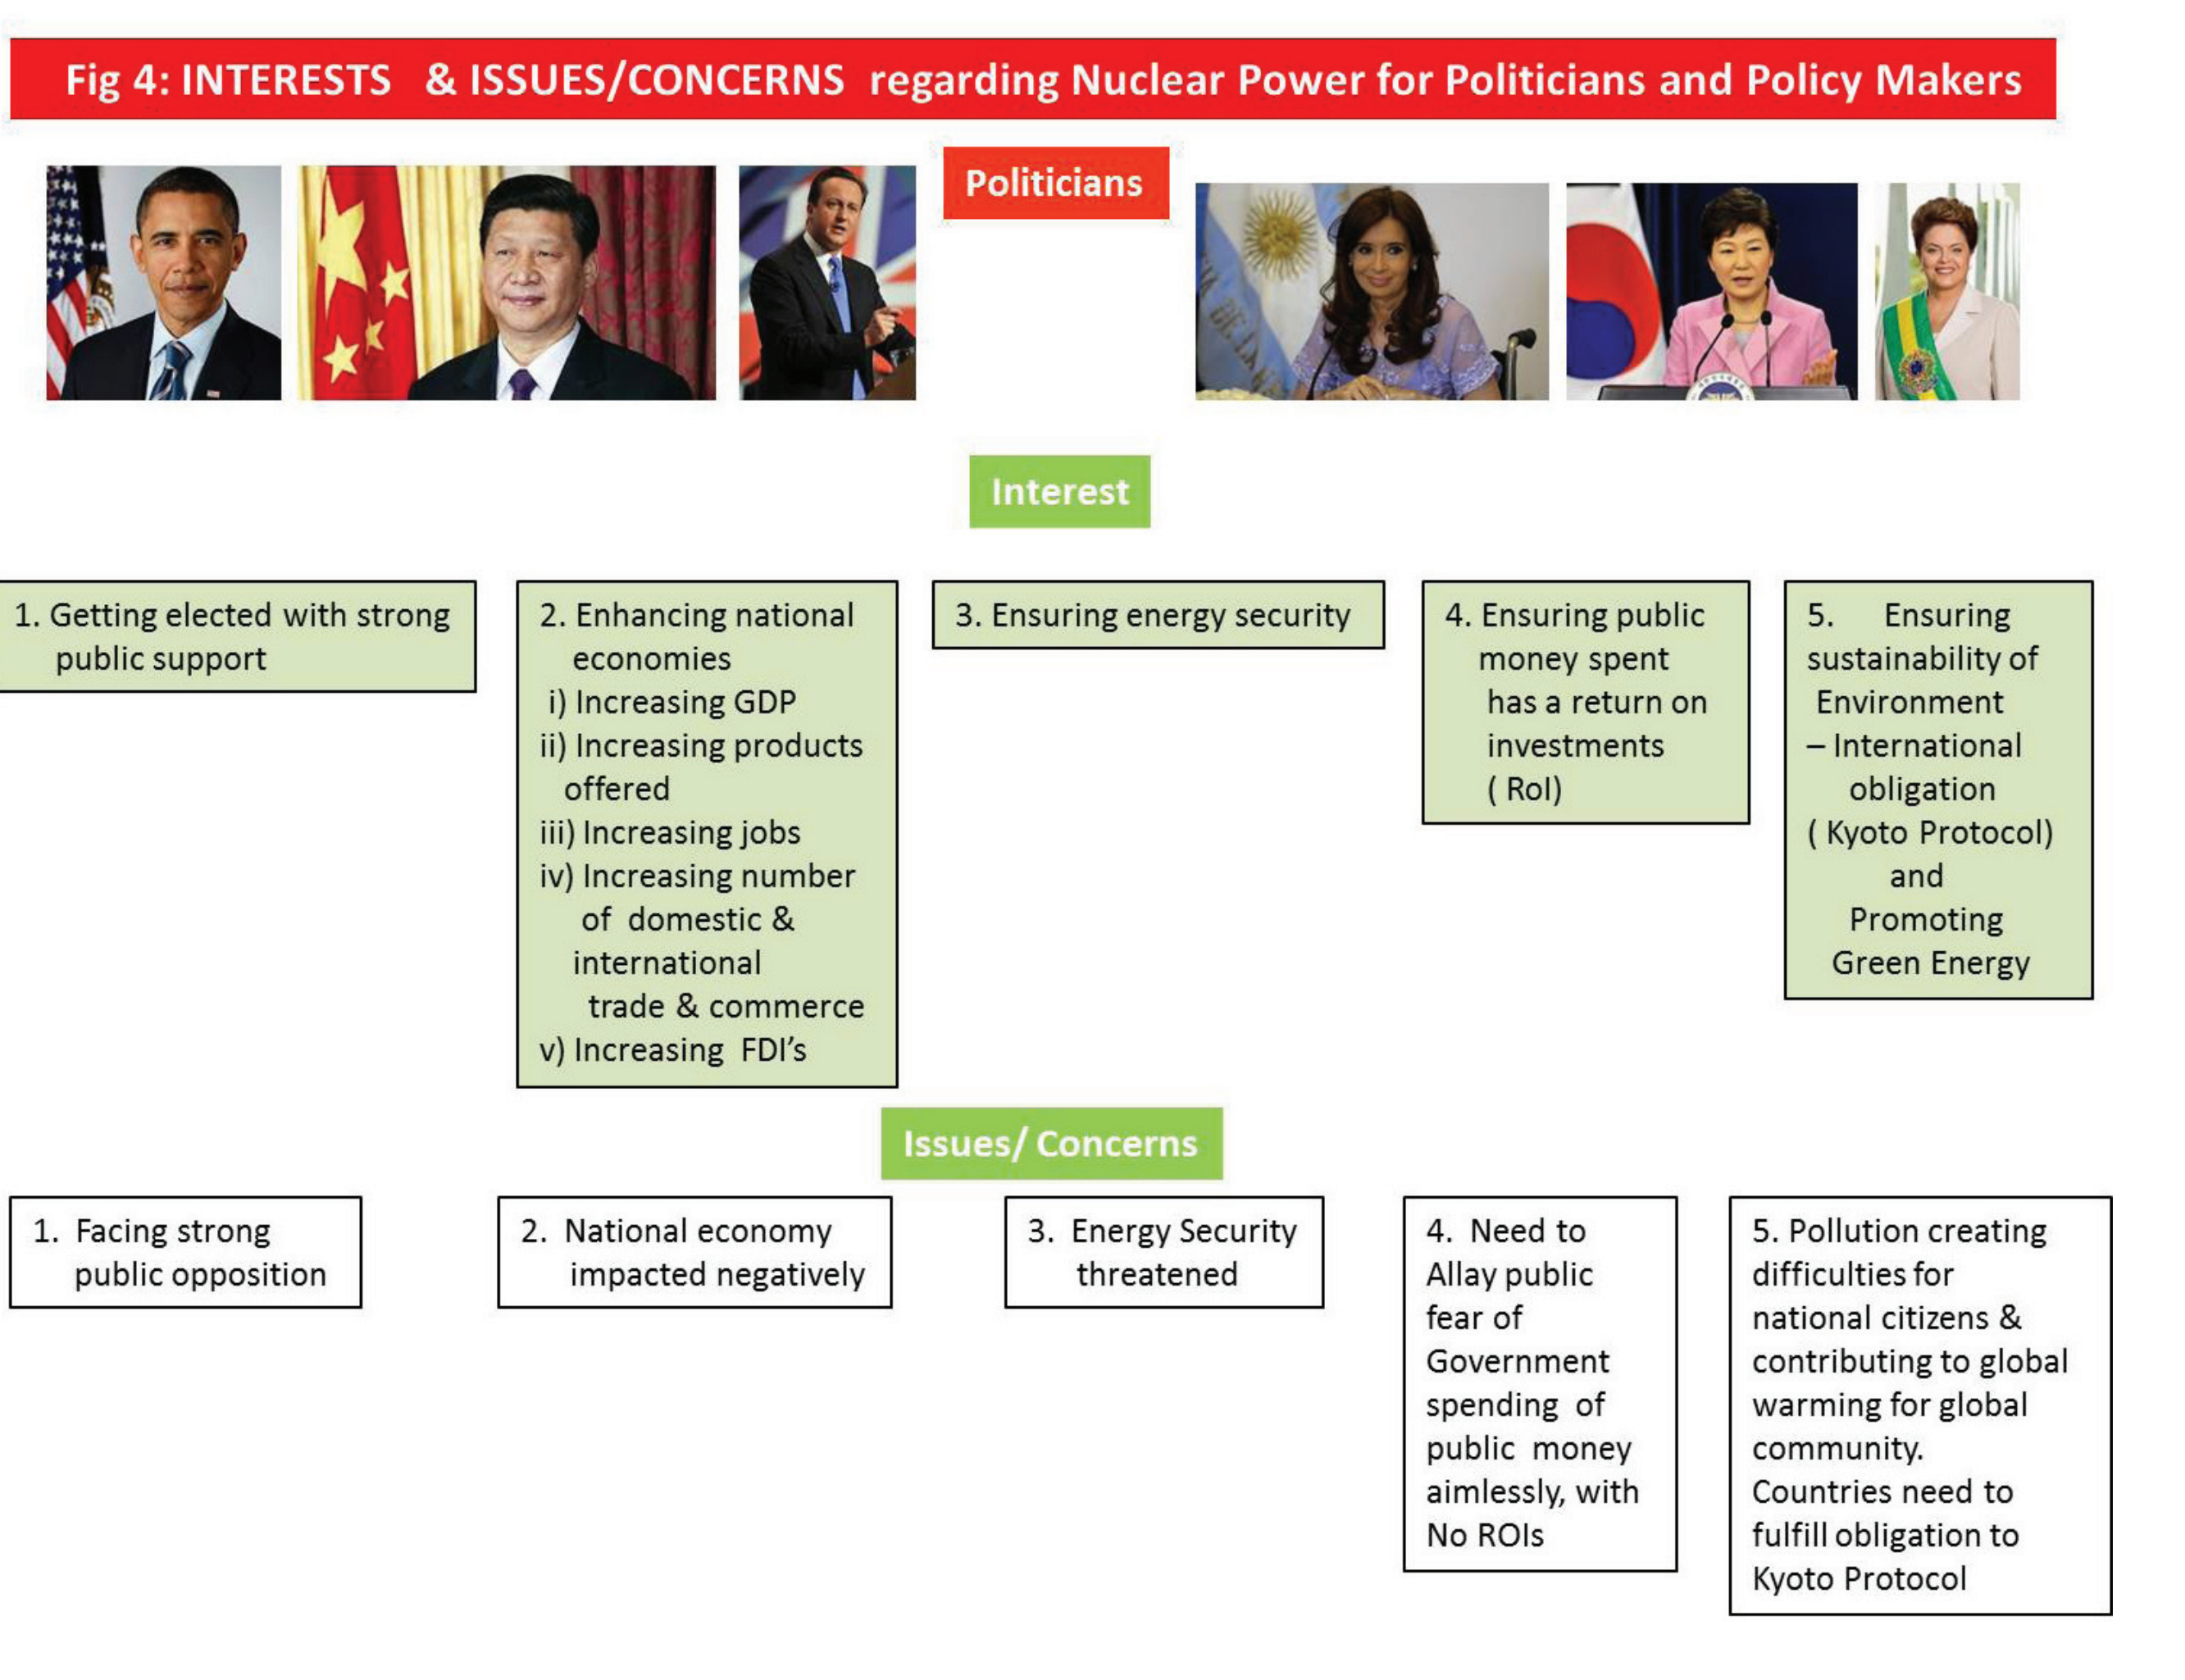 Fig 4: INTERESTS & ISSUES/CONCERNS regarding Nuclear Power for Politicians and Policy Makers
Politicians
Interest
1. Getting elected with strong
public support
2. Enhancing national
economies
i) Increasing GDP
ii) Increasing products
offered
iii) Increasing jobs
iv) Increasing number
of domestic &
international
trade & commerce
v) Increasing FDI's
3. Ensuring energy security
4. Ensuring public
money spent
has a return on
investments
( RoI)
5. Ensuring
sustainability of
Environment
– International
obligation
( Kyoto Protocol)
and
Promoting
Green Energy
Issues/ Concerns
1. Facing strong
public opposition
2. National economy
impacted negatively
3. Energy Security
threatened
4. Need to
Allay public
fear of
Government
spending of
public money
aimlessly, with
No ROIs
5. Pollution creating
difficulties for
national citizens &
contributing to global
warming for global
community.
Countries need to
fulfill obligation to
Kyoto Protocol